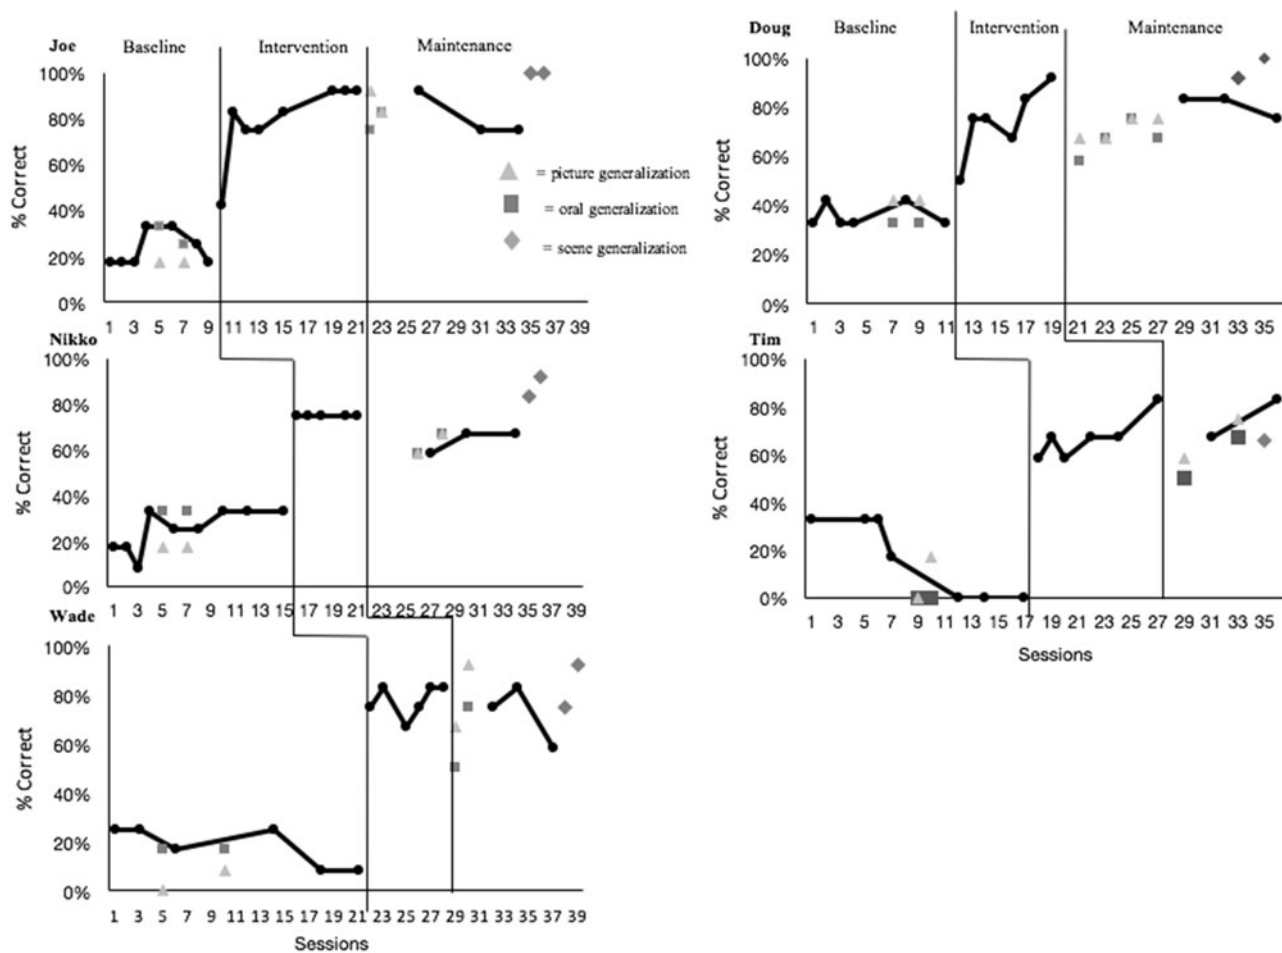 Joe
Baseline Intervention Maintenance
100%
80%
60%
40%
20%
0%
% Correct
= picture generalization
= oral generalization
= scene generalization
1 3 5 7 9 11 13 15 17 19 21 23 25 27 29 31 33 35 37 39
Nikko
100%
80%
60%
40%
20%
0%
% Correct
1 3 5 7 9 11 13 15 17 19 21 23 25 27 29 31 33 35 37 39
Wade
100%
80%
60%
40%
20%
0%
% Correct
1 3 5 7 9 11 13 15 17 19 21 23 25 27 29 31 33 35 37 39
Sessions
Doug
Baseline Intervention Maintenance
100%
80%
60%
40%
20%
0%
% Correct
1 3 5 7 9 11 13 15 17 19 21 23 25 27 29 31 33 35
Tim
100%
80%
60%
40%
20%
0%
% Correct
1 3 5 7 9 11 13 15 17 19 21 23 25 27 29 31 33 35
Sessions